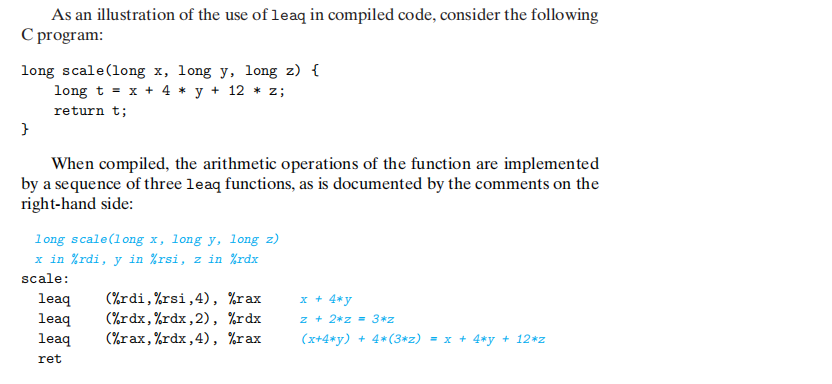 As an illustration of the use of leaq in compiled code, consider the following
C program:
long scale(long x, long y, long z) {
    long t = x + 4 * y + 12 * z;
    return t;
}
When compiled, the arithmetic operations of the function are implemented
by a sequence of three leaq functions, as is documented by the comments on the
right-hand side:
long scale(long x, long y, long z)
x in %rdi, y in %rsi, z in %rdx
scale:
leaq (%rdi,%rsi,4), %rax x + 4*y
leaq (%rdx,%rdx,2), %rdx z + 2*z = 3*z
leaq (%rax,%rdx,4), %rax (x+4*y) + 4*(3*z) = x + 4*y + 12*z
ret